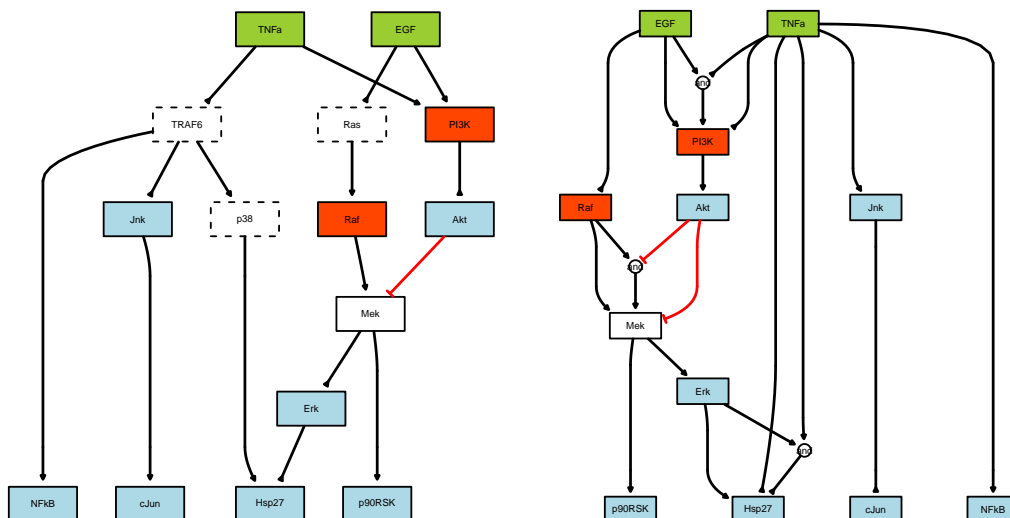 TNFa
EGF
TRAF6
Ras
PI3K
Jnk
p38
Raf
Akt
Mek
Erk
NFkB
cJun
Hsp27
p90RSK
EGF
TNFa
and
PI3K
Raf
Akt
Jnk
and
Mek
Erk
and
p90RSK
Hsp27
cJun
NFkB